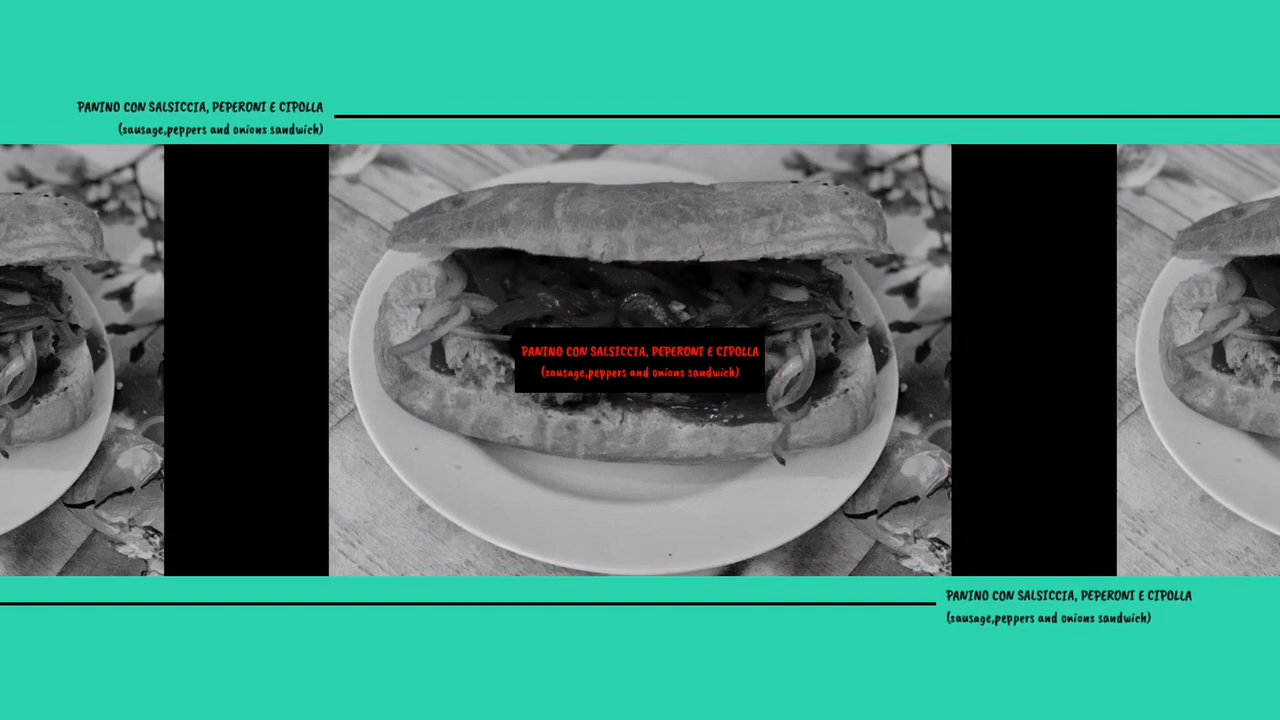 PANINO CON SALSICCIA, PEPERONI E CIPOLLA
(sausage,peppers and onions sandwich)
PANINO CON SALSICCIA, PEPERONI E CIPOLLA
(sausage,peppers and onions sandwich)
PANINO CON SALSICCIA, PEPERONI E CIPOLLA
(sausage,peppers and onions sandwich)